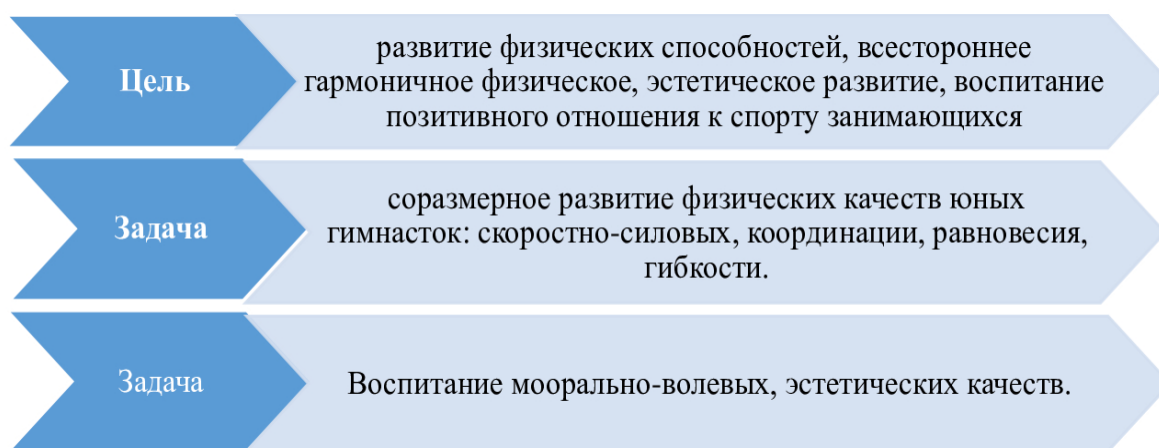 Цель
развитие физических способностей, всестороннее
гармоничное физическое, эстетическое развитие, воспитание
позитивного отношения к спорту занимающихся
Задача
соразмерное развитие физических качеств юных
гимнасток: скоростно-силовых, координации, равновесия,
гибкости.
Задача
Воспитание моорально-волевых, эстетических качеств.